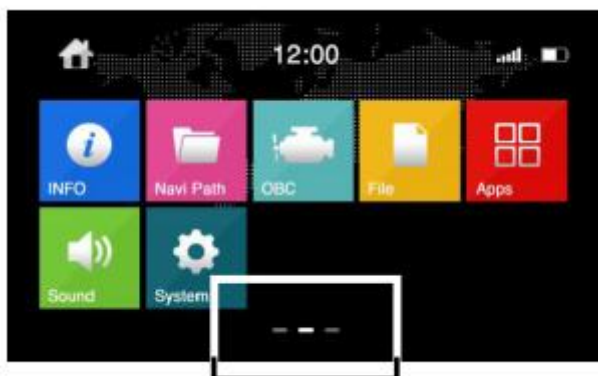 12:00
INFO
Navi Path
OBC
File
Apps
Sound
System